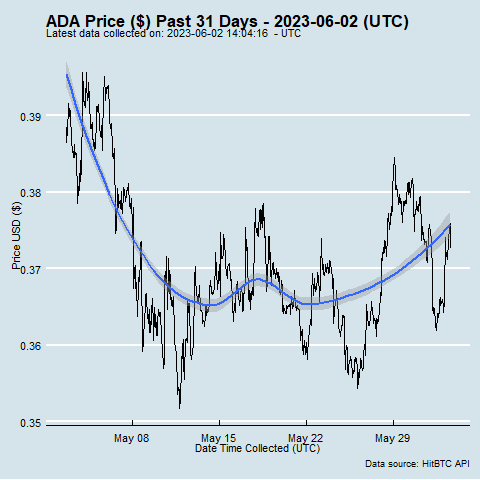 ADA Price ($) Past 31 Days - 2023-06-02 (UTC)
Latest data collected on: 2023-06-02 14:04:16 - UTC
Price USD ($)
0.39
0.38
0.37
0.36
0.35
May 08
May 15
May 22
May 29
Date Time Collected (UTC)
Data source: HitBTC API